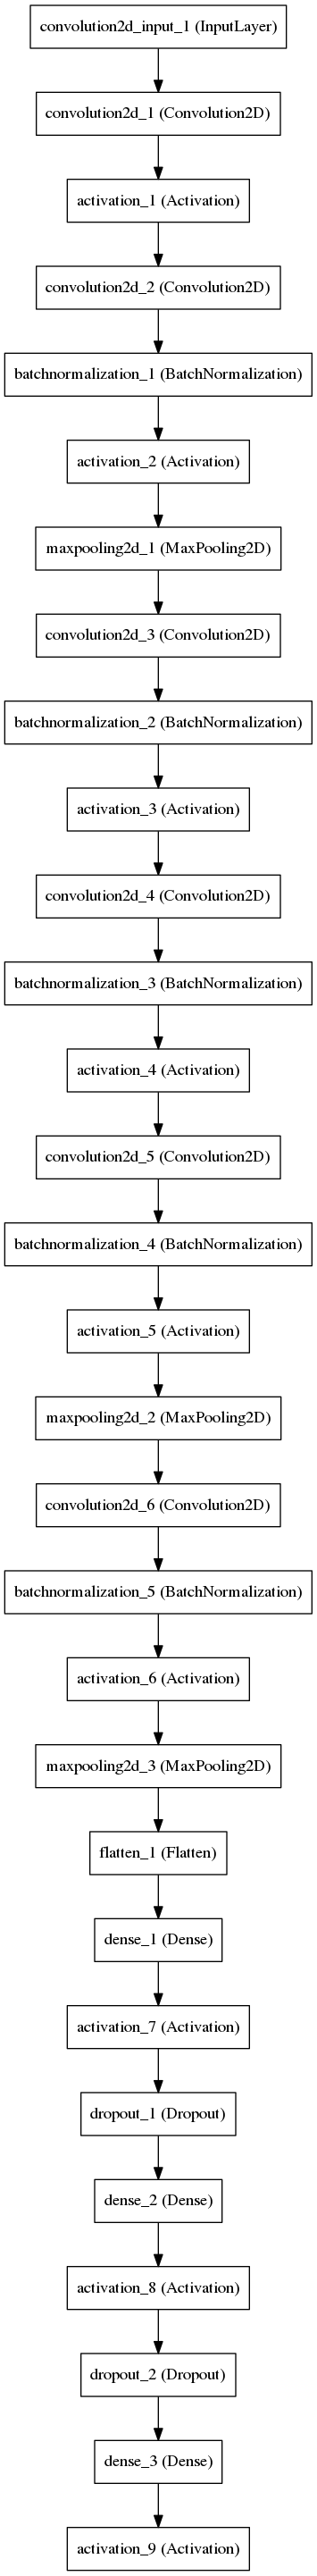 convolution2d_input_1 (InputLayer)
convolution2d_1 (Convolution2D)
activation_1 (Activation)
convolution2d_2 (Convolution2D)
batchnormalization_1 (BatchNormalization)
activation_2 (Activation)
maxpooling2d_1 (MaxPooling2D)
convolution2d_3 (Convolution2D)
batchnormalization_2 (BatchNormalization)
activation_3 (Activation)
convolution2d_4 (Convolution2D)
batchnormalization_3 (BatchNormalization)
activation_4 (Activation)
convolution2d_5 (Convolution2D)
batchnormalization_4 (BatchNormalization)
activation_5 (Activation)
maxpooling2d_2 (MaxPooling2D)
convolution2d_6 (Convolution2D)
batchnormalization_5 (BatchNormalization)
activation_6 (Activation)
maxpooling2d_3 (MaxPooling2D)
flatten_1 (Flatten)
dense_1 (Dense)
activation_7 (Activation)
dropout_1 (Dropout)
dense_2 (Dense)
activation_8 (Activation)
dropout_2 (Dropout)
dense_3 (Dense)
activation_9 (Activation)